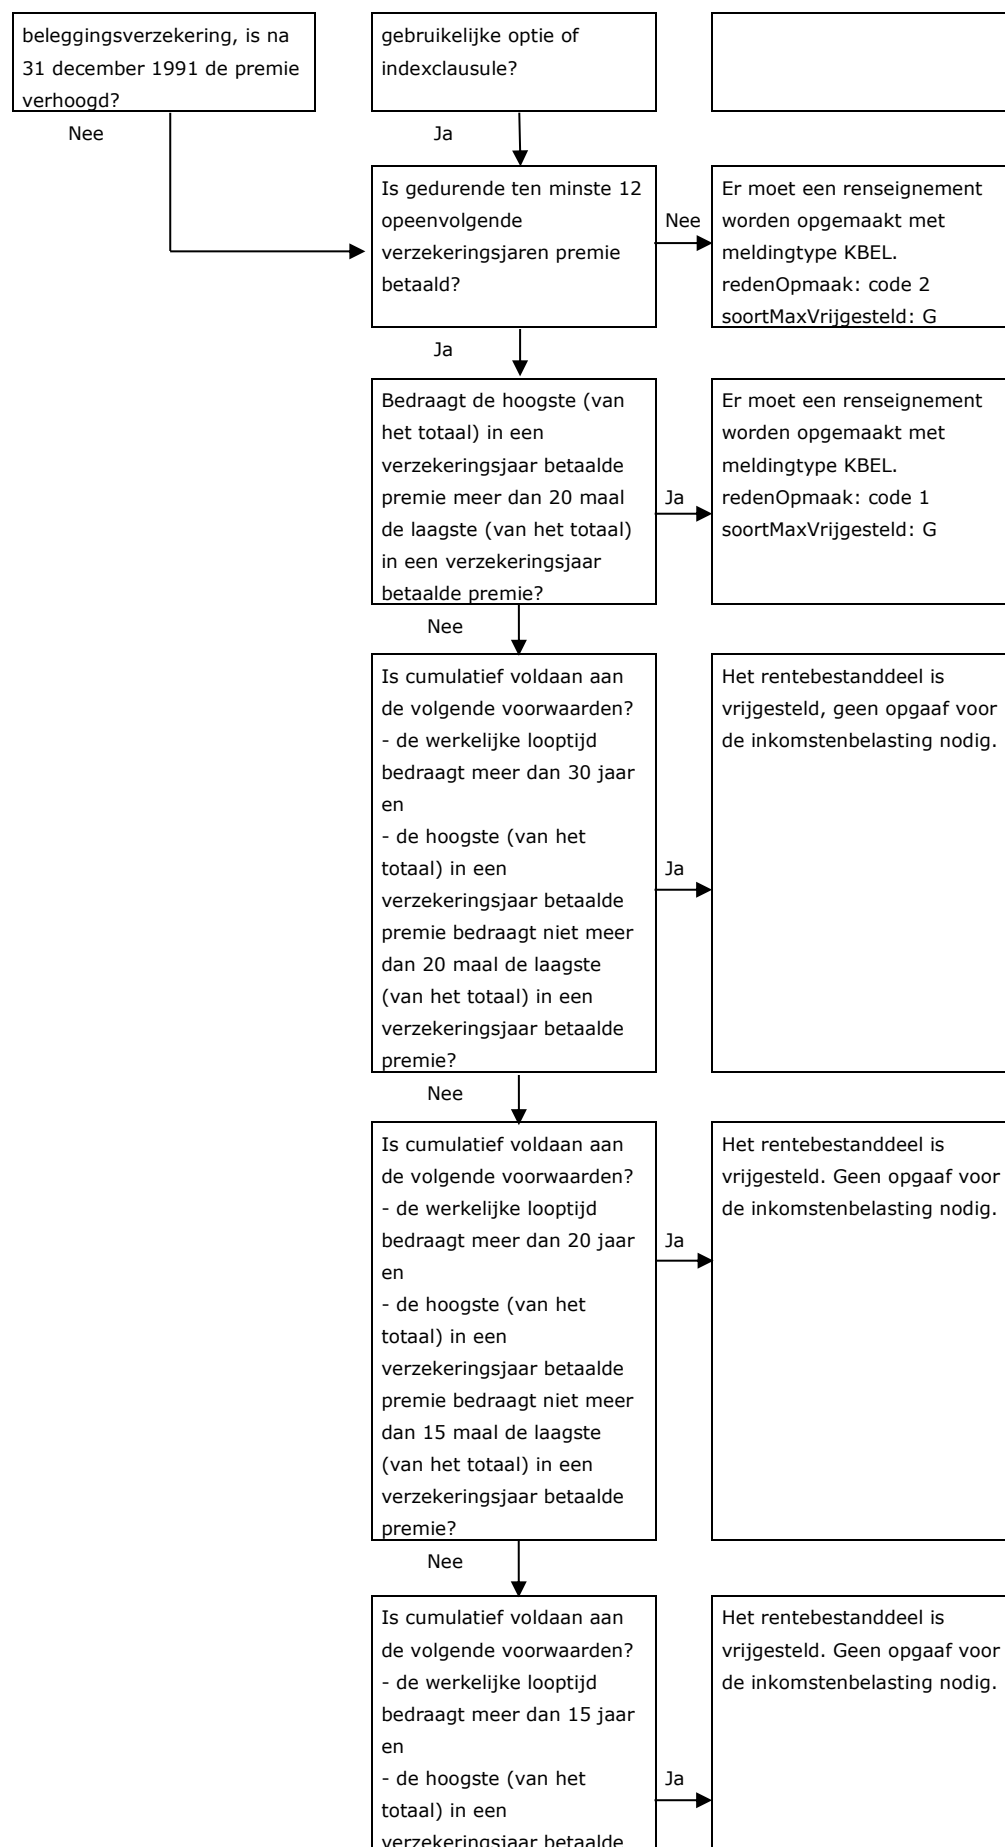 beleggingsverzekering, is na
31 december 1991 de premie
verhoogd?
gebruikelijke optie of
indexclausule?
Nee
Ja
Is gedurende ten minste 12
opeenvolgende
verzekeringsjaren premie
betaald?
Nee
Er moet een renseignement
worden opgemaakt met
meldingtype KBEL.
redenOpmaak: code 2
soortMaxVrijgesteld: G
Ja
Bedraagt de hoogste (van
het totaal) in een
verzekeringsjaar betaalde
premie meer dan 20 maal
de laagste (van het totaal)
in een verzekeringsjaar
betaalde premie?
Ja
Er moet een renseignement
worden opgemaakt met
meldingtype KBEL.
redenOpmaak: code 1
soortMaxVrijgesteld: G
Nee
Is cumulatief voldaan aan
de volgende voorwaarden?
- de werkelijke looptijd
bedraagt meer dan 30 jaar
en
- de hoogste (van het
totaal) in een
verzekeringsjaar betaalde
premie bedraagt niet meer
dan 20 maal de laagste
(van het totaal) in een
verzekeringsjaar betaalde
premie?
Ja
Het rentebestanddeel is
vrijgesteld, geen opgaaf voor
de inkomstenbelasting nodig.
Nee
Is cumulatief voldaan aan
de volgende voorwaarden?
- de werkelijke looptijd
bedraagt meer dan 20 jaar
en
- de hoogste (van het
totaal) in een
verzekeringsjaar betaalde
premie bedraagt niet meer
dan 15 maal de laagste
(van het totaal) in een
verzekeringsjaar betaalde
premie?
Ja
Het rentebestanddeel is
vrijgesteld. Geen opgaaf voor
de inkomstenbelasting nodig.
Nee
Is cumulatief voldaan aan
de volgende voorwaarden?
- de werkelijke looptijd
bedraagt meer dan 15 jaar
en
- de hoogste (van het
totaal) in een
verzekeringsjaar betaalde
Ja
Het rentebestanddeel is
vrijgesteld. Geen opgaaf voor
de inkomstenbelasting nodig.